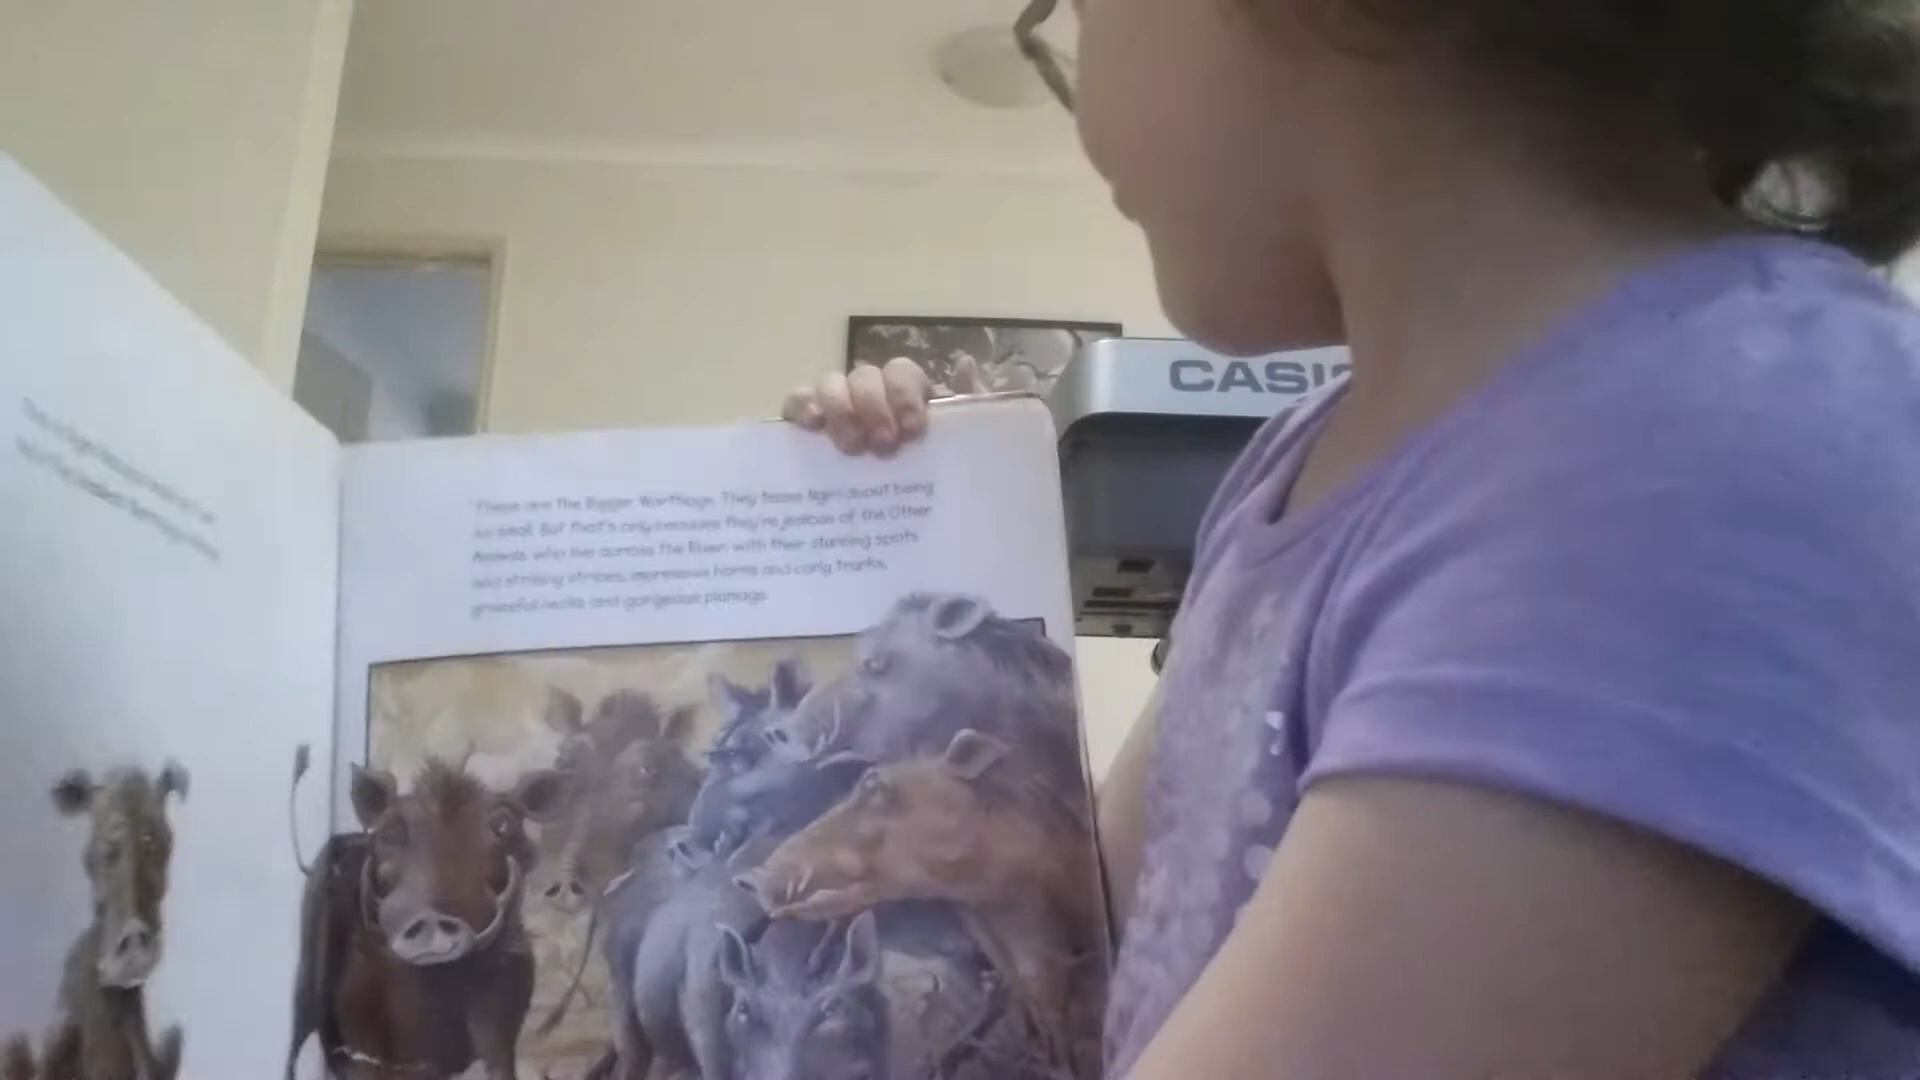 CASIO
These are the Bigger Warthogs. They tease Ngiri about being
so small. But that's only because they're jealous of the Other
Animals who live across the River with their stunning spots
and striking stripes, impressive horns and curly trunks,
graceful necks and gorgeous plumage.